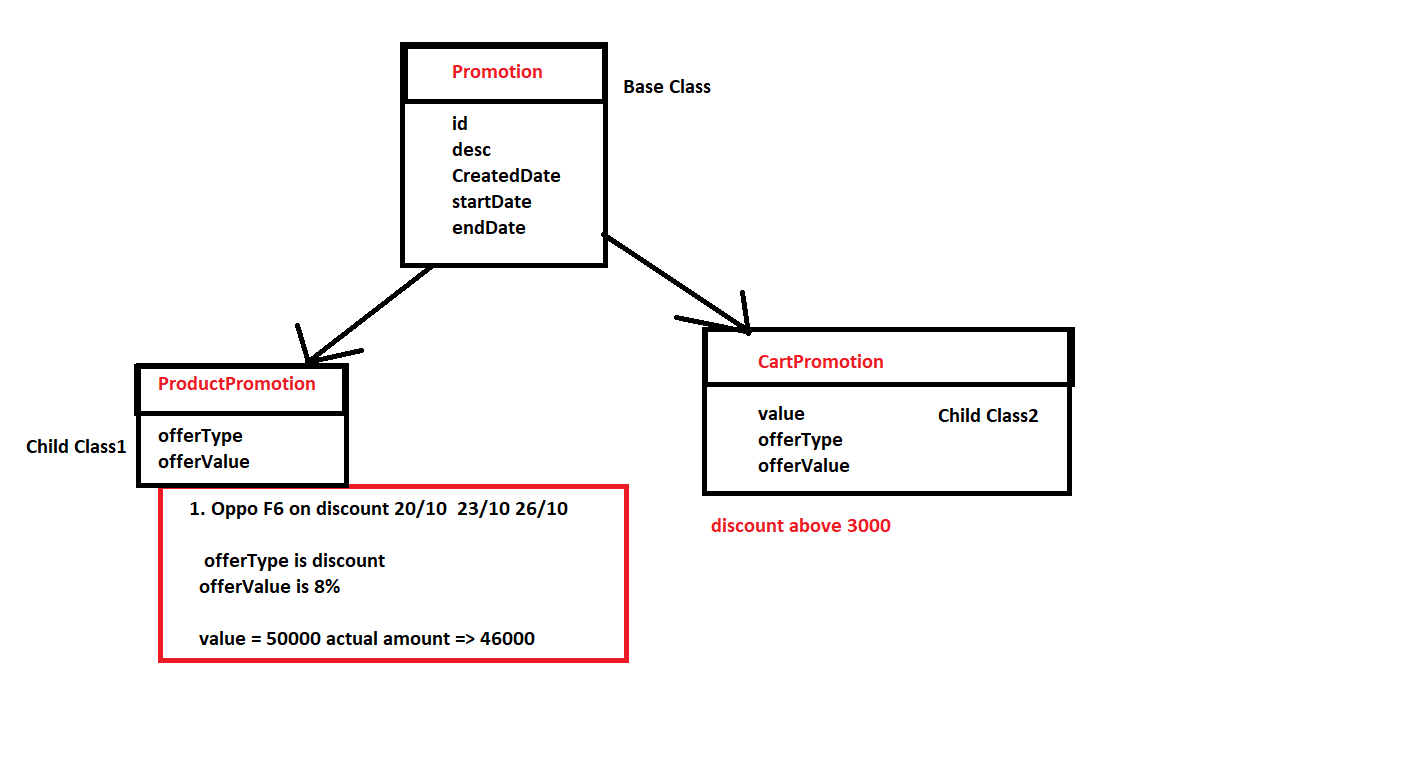 Promotion
Base Class
id
desc
CreatedDate
startDate
endDate
ProductPromotion
Child Class1
offerType
offerValue
1. Oppo F6 on discount 20/10  23/10 26/10
offerType is discount
offerValue is 8%
value = 50000 actual amount => 46000
CartPromotion
value
Child Class2
offerType
offerValue
discount above 3000